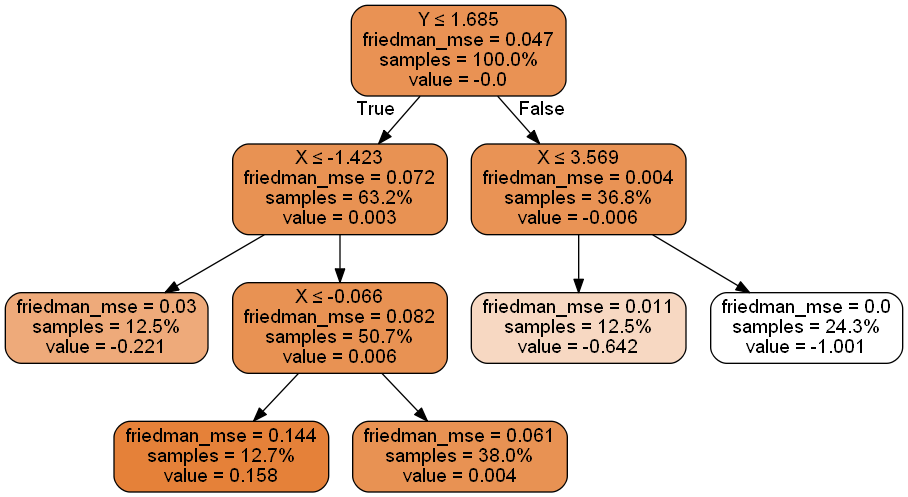 Y ≤ 1.685
friedman_mse = 0.047
samples = 100.0%
value = -0.0
True
False
X ≤ -1.423
friedman_mse = 0.072
samples = 63.2%
value = 0.003
X ≤ 3.569
friedman_mse = 0.004
samples = 36.8%
value = -0.006
friedman_mse = 0.03
samples = 12.5%
value = -0.221
X ≤ -0.066
friedman_mse = 0.082
samples = 50.7%
value = 0.006
friedman_mse = 0.011
samples = 12.5%
value = -0.642
friedman_mse = 0.0
samples = 24.3%
value = -1.001
friedman_mse = 0.144
samples = 12.7%
value = 0.158
friedman_mse = 0.061
samples = 38.0%
value = 0.004